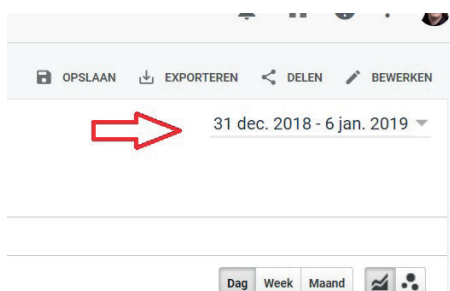 OPSLAAN EXPORTEREN DELEN BEWERKEN
31 dec. 2018 - 6 jan. 2019
Dag Week Maand